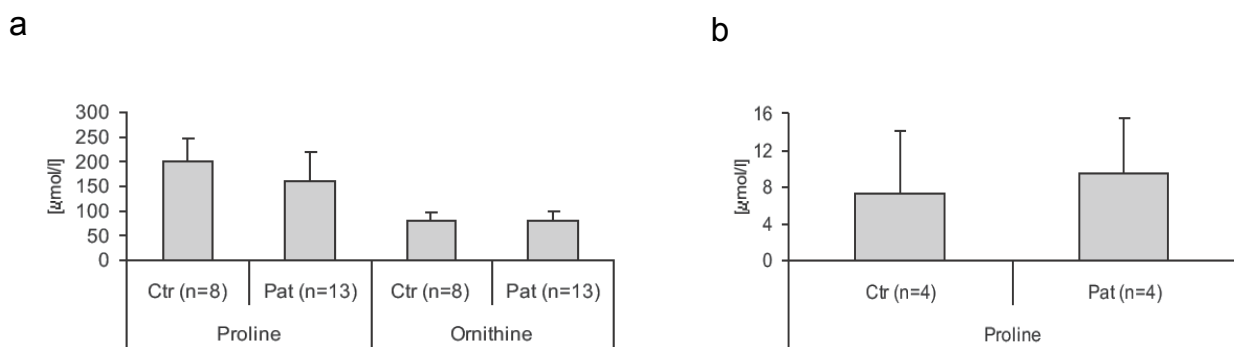 a
b
[µmol/l]
300
250
200
150
100
50
0
Ctr (n=8) Pat (n=13) Ctr (n=8) Pat (n=13)
Proline Ornithine
[µmol/l]
16
12
8
4
0
Ctr (n=4) Pat (n=4)
Proline